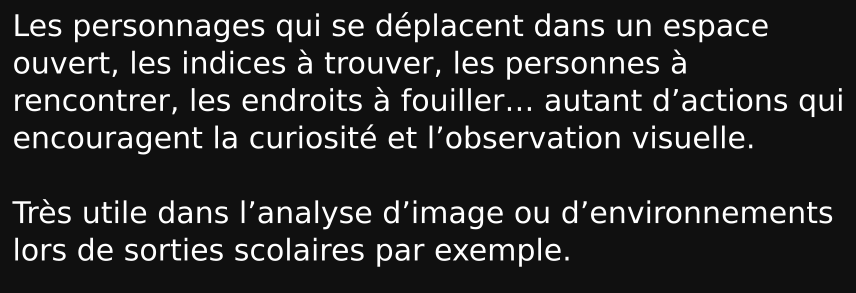 Les personnages qui se déplacent dans un espace
ouvert, les indices à trouver, les personnes à
rencontrer, les endroits à fouiller... autant d’actions qui
encouragent la curiosité et l’observation visuelle.
Très utile dans l’analyse d’image ou d’environnements
lors de sorties scolaires par exemple.